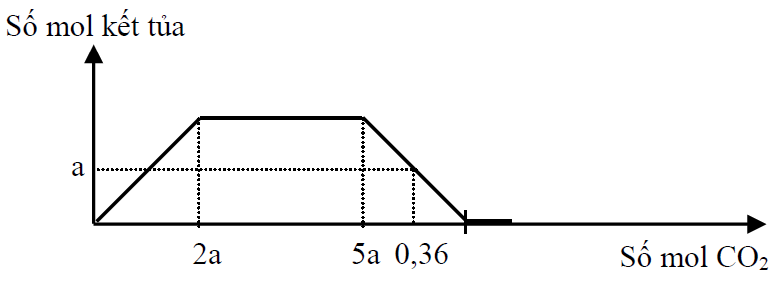 Số mol kết tủa
a
2a
5a
0,36
Số mol CO₂